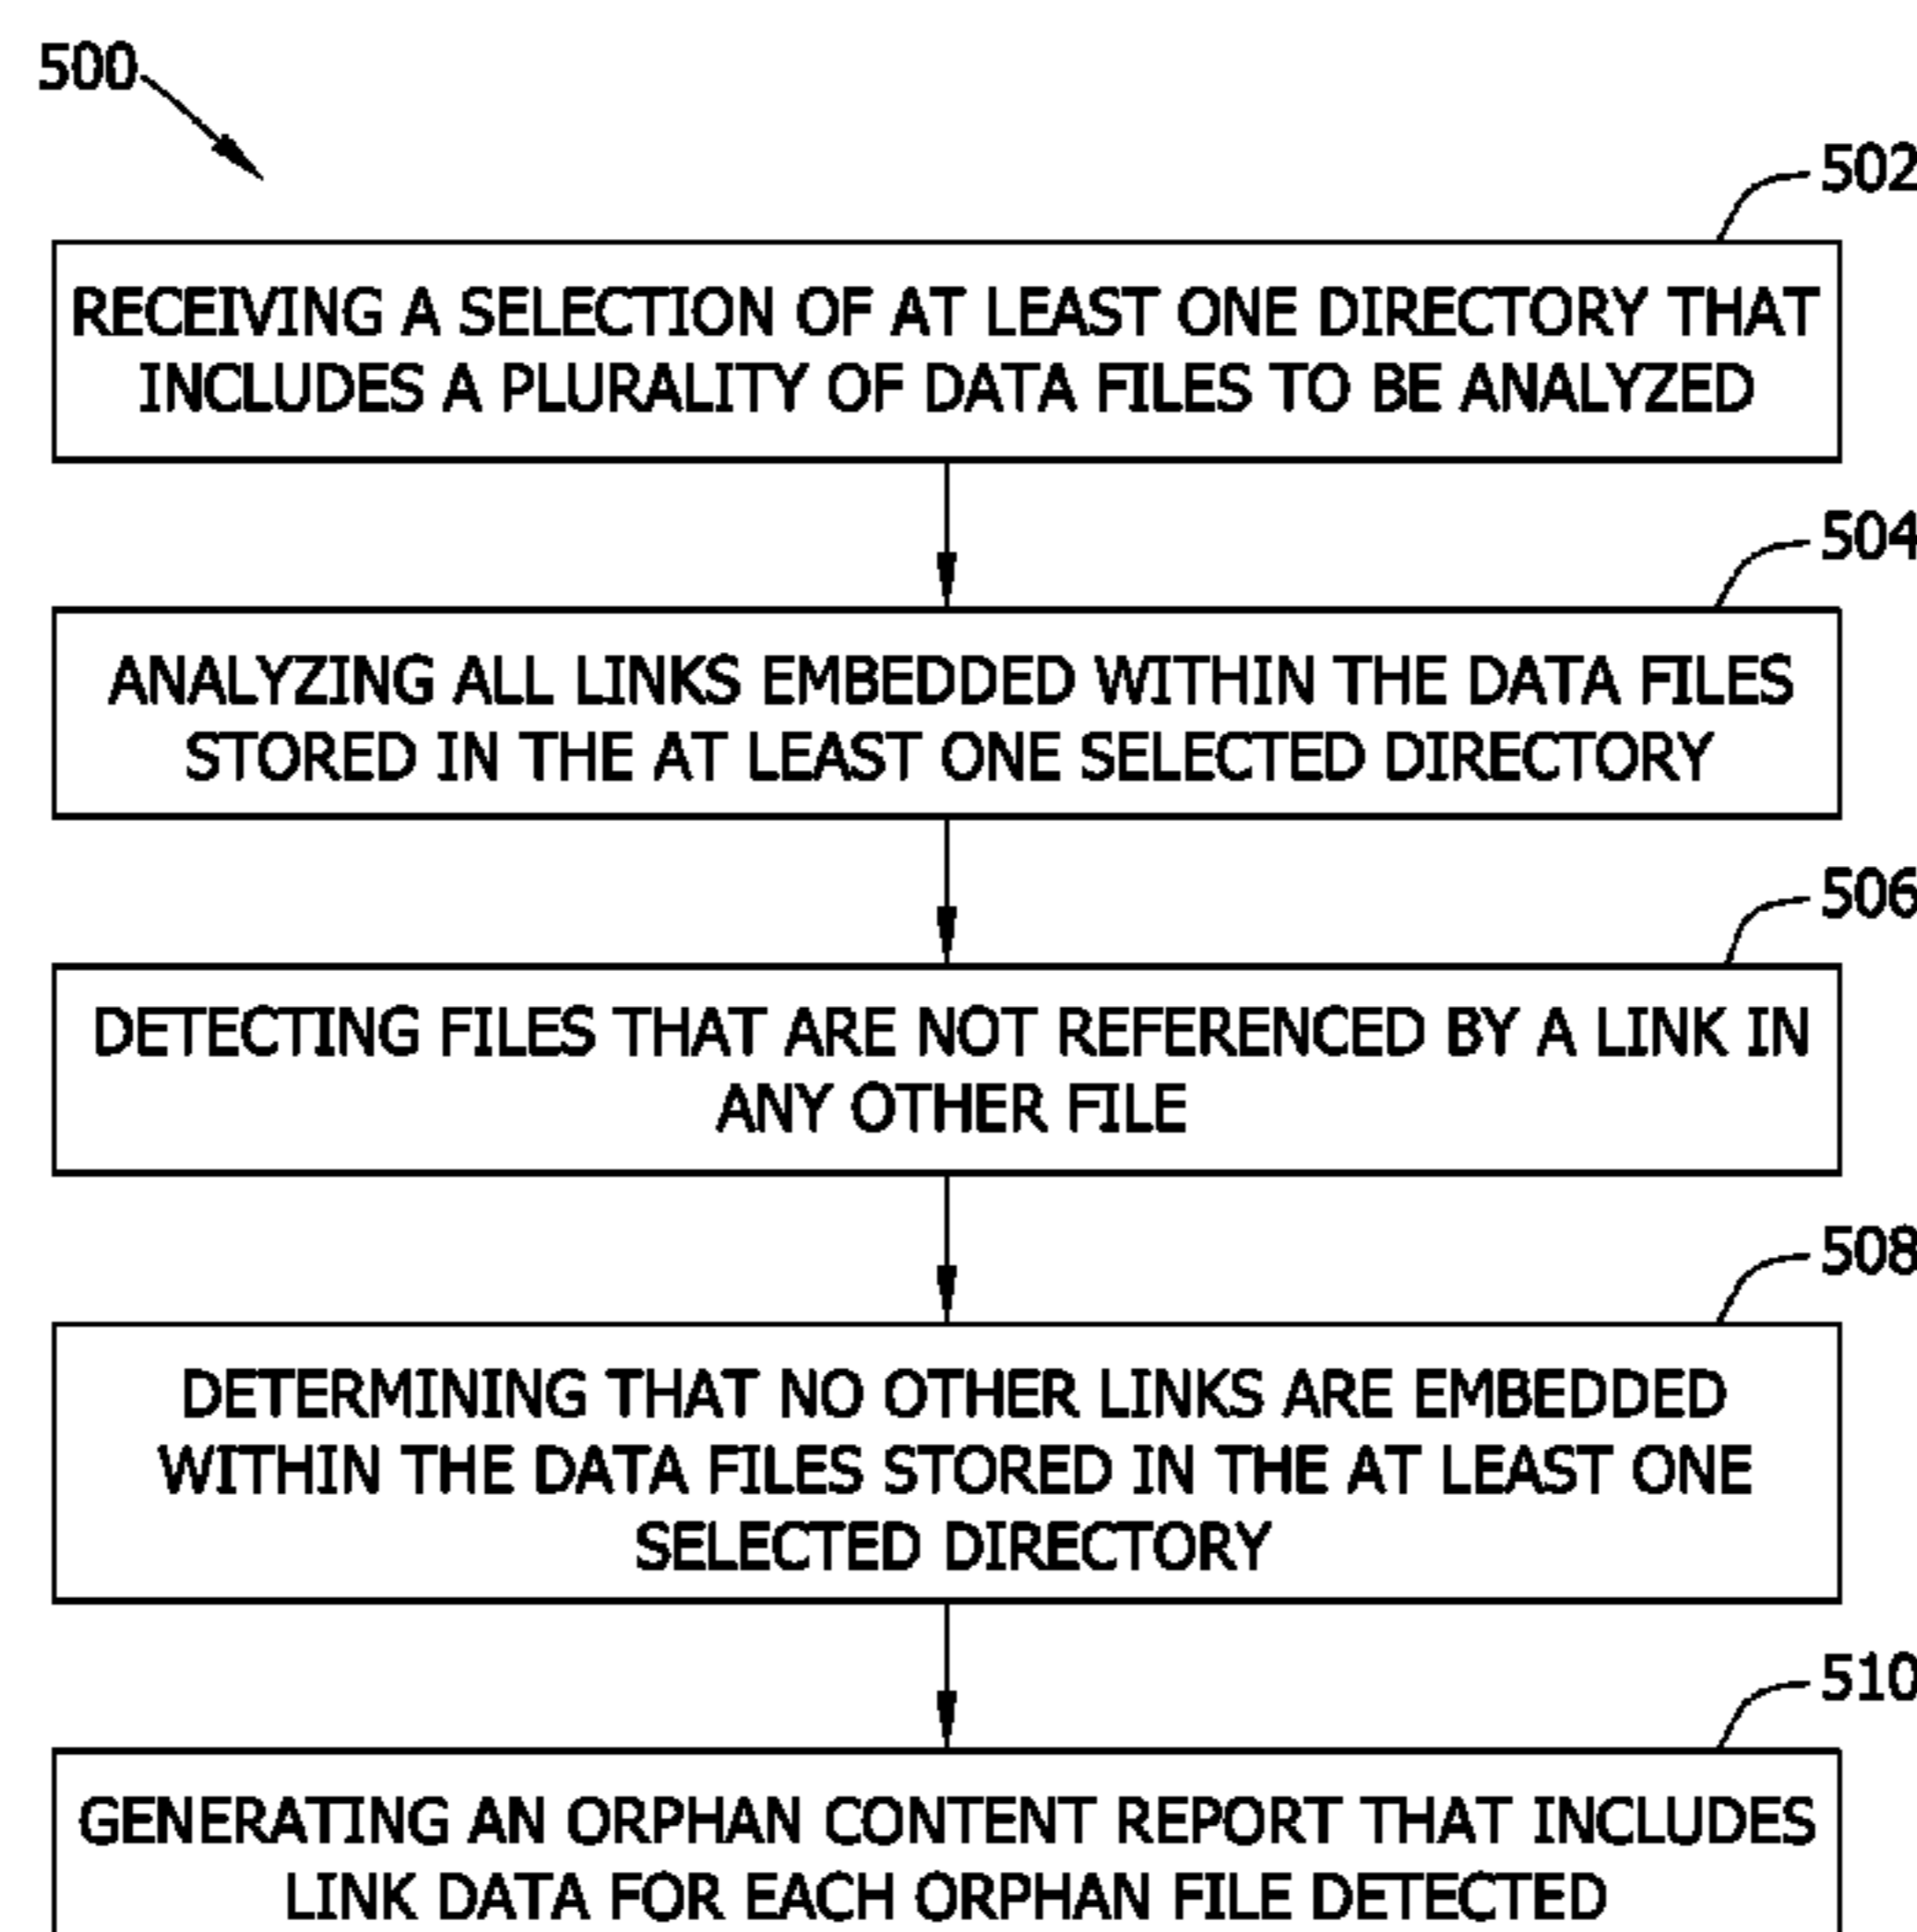 500
502
RECEIVING A SELECTION OF AT LEAST ONE DIRECTORY THAT
INCLUDES A PLURALITY OF DATA FILES TO BE ANALYZED
504
ANALYZING ALL LINKS EMBEDDED WITHIN THE DATA FILES
STORED IN THE AT LEAST ONE SELECTED DIRECTORY
506
DETECTING FILES THAT ARE NOT REFERENCED BY A LINK IN
ANY OTHER FILE
508
DETERMINING THAT NO OTHER LINKS ARE EMBEDDED
WITHIN THE DATA FILES STORED IN THE AT LEAST ONE
SELECTED DIRECTORY
510
GENERATING AN ORPHAN CONTENT REPORT THAT INCLUDES
LINK DATA FOR EACH ORPHAN FILE DETECTED